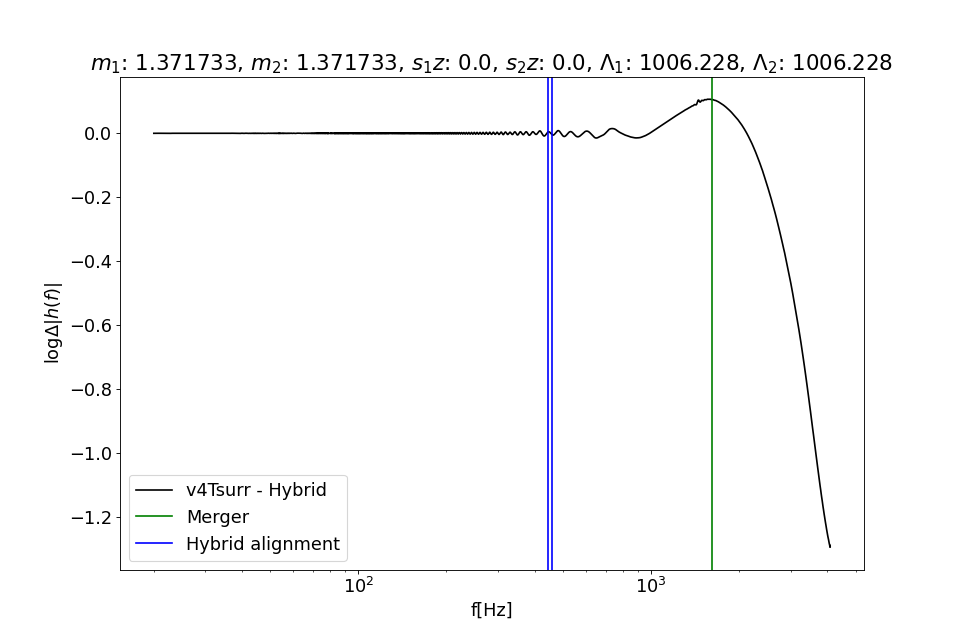 m₁: 1.371733, m₂: 1.371733, s₁z: 0.0, s₂z: 0.0, Λ₁: 1006.228, Λ₂: 1006.228
0.0
−0.2
−0.4
−0.6
−0.8
−1.0
−1.2
logΔ|h(f)|
v4Tsurr - Hybrid
Merger
Hybrid alignment
10²
10³
f[Hz]